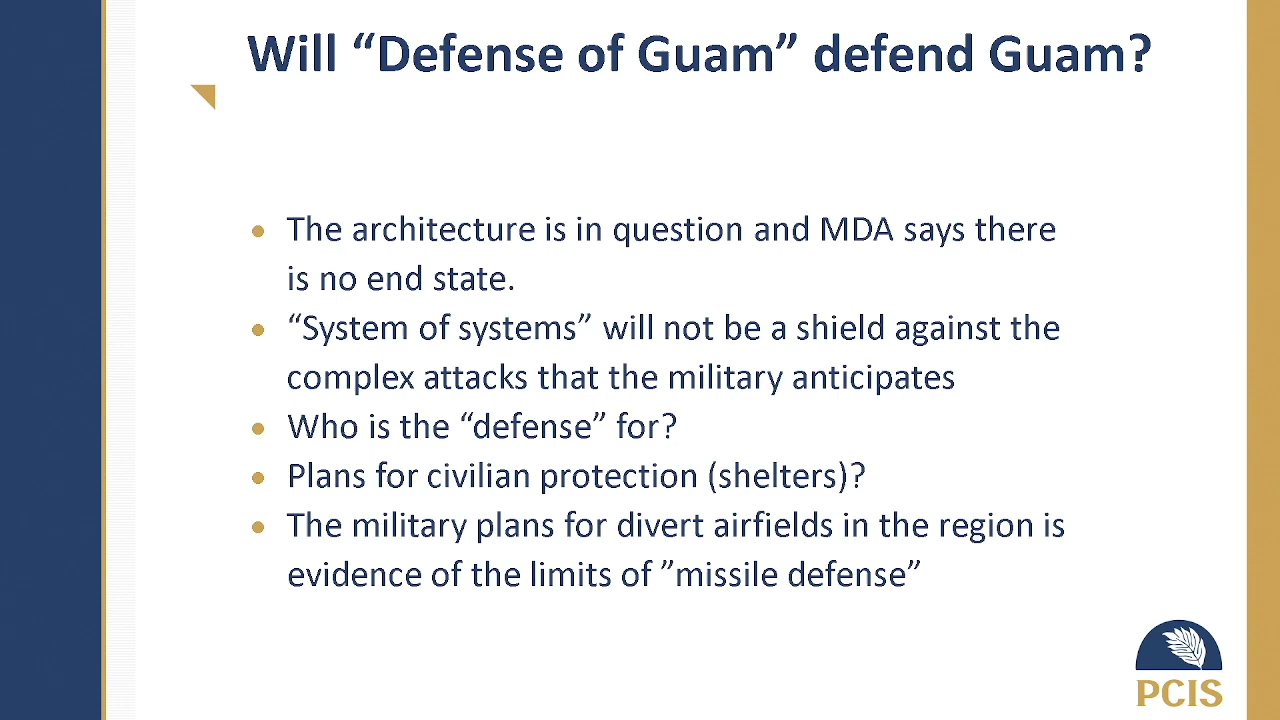 Will “Defense of Guam” defend Guam?
The architecture is in question and MDA says there
is no end state.
“System of systems” will not be a shield against the
complex attacks that the military anticipates
Who is the “defense” for?
Plans for civilian protection (shelters)?
The military plans for divert airfields in the region is
evidence of the limits of ”missile defense”
PCIS